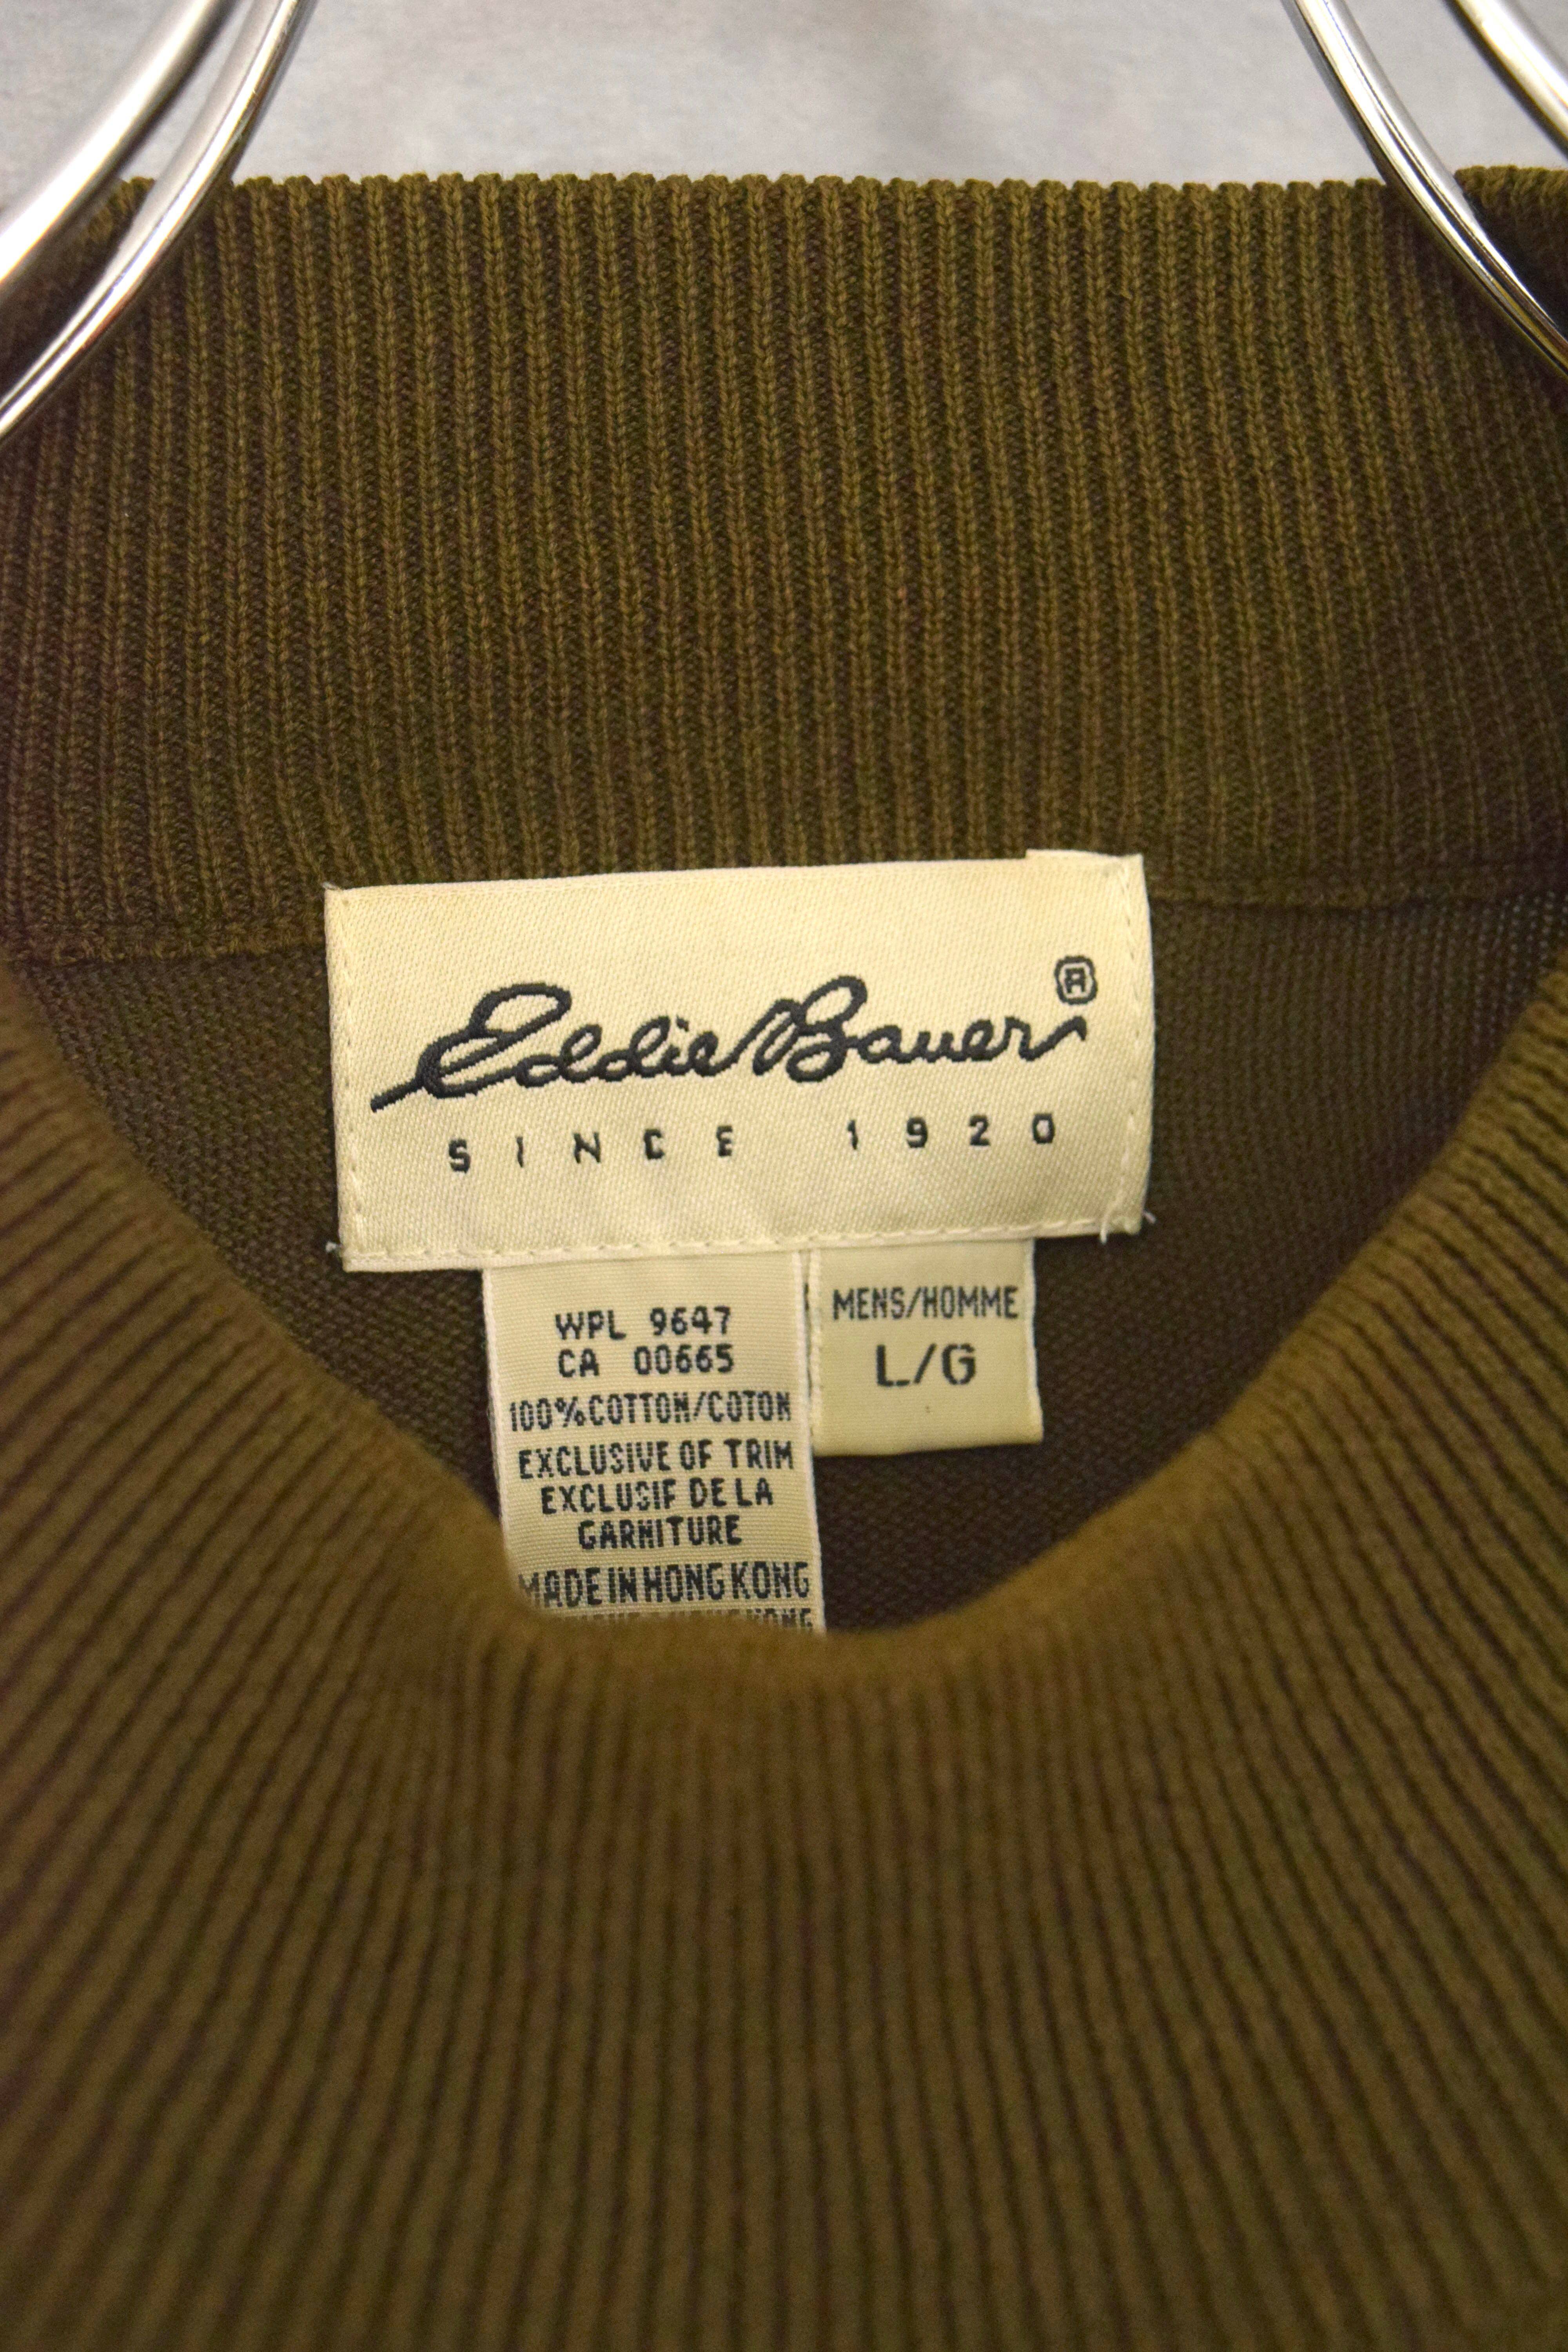 Eddie Bauer®
SINCE 1920
WPL 9647
CA 00665
100% COTTON/COTON
EXCLUSIVE OF TRIM
EXCLUSIF DE LA
GARNITURE
MADE IN HONG KONG
MENS/HOMME
L/G